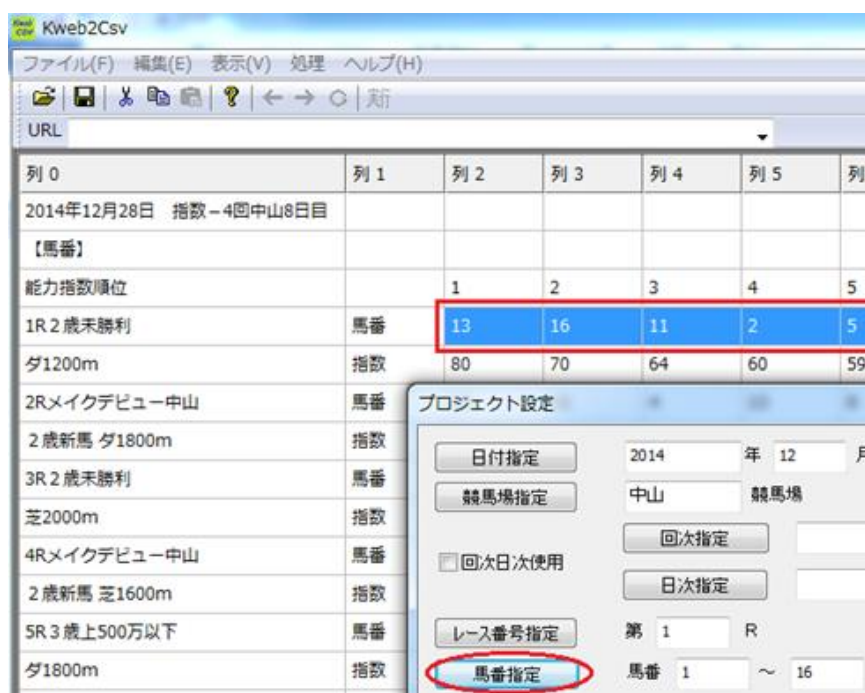 Kweb2Csv
ファイル(F) 編集(E) 表示(V) 処理 ヘルプ(H)
URL
列 0 列 1 列 2 列 3 列 4 列 5 列
2014年12月28日 指数－4回中山8日目
【馬番】
能力指数順位 1 2 3 4 5
1R２歳未勝利 馬番 13 16 11 2 5
ダ1200m 指数 80 70 64 60 59
2Rメイクデビュー中山 馬番
２歳新馬 ダ1800m 指数
3R２歳未勝利 馬番
芝2000m 指数
4Rメイクデビュー中山 馬番
２歳新馬 芝1600m 指数
5R３歳上500万以下 馬番
ダ1800m 指数
プロジェクト設定
日付指定 2014 年 12 月
競馬場指定 中山 競馬場
回次日次使用 回次指定
日次指定
レース番号指定 第 1 R
馬番指定 馬番 1 ～ 16